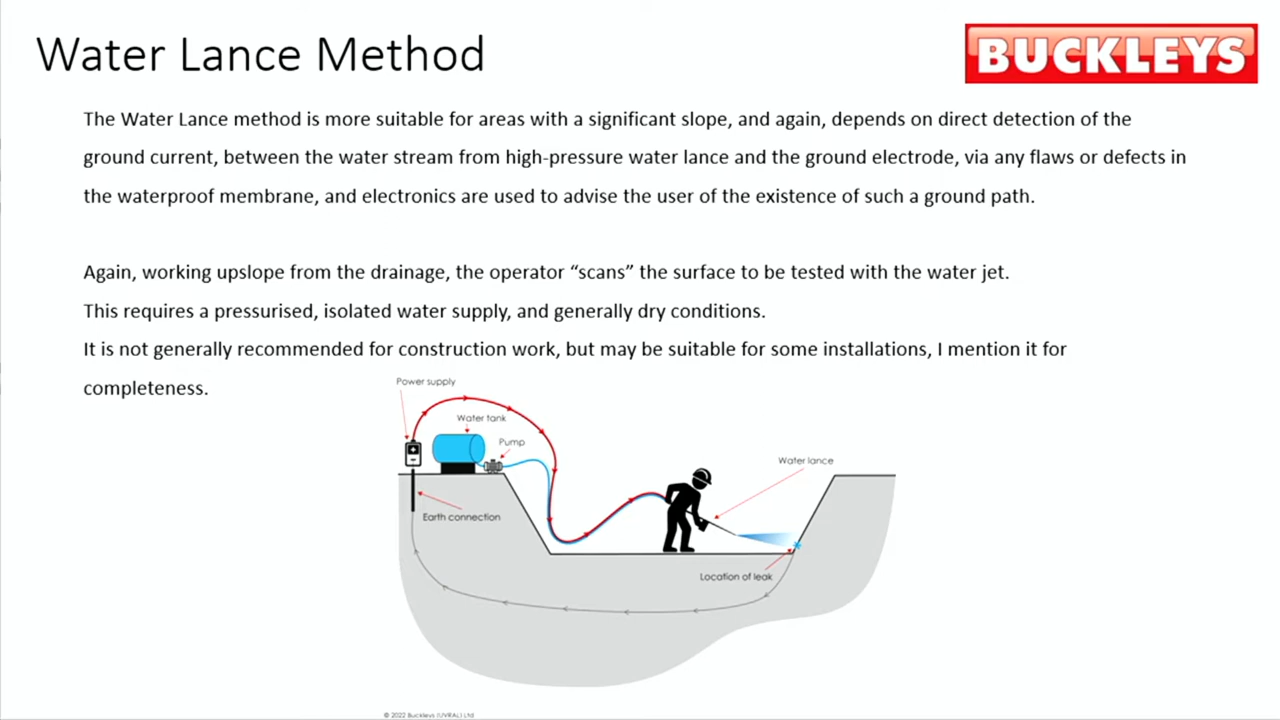 Water Lance Method
BUCKLEYS
The Water Lance method is more suitable for areas with a significant slope, and again, depends on direct detection of the
ground current, between the water stream from high-pressure water lance and the ground electrode, via any flaws or defects in
the waterproof membrane, and electronics are used to advise the user of the existence of such a ground path.
Again, working upslope from the drainage, the operator “scans” the surface to be tested with the water jet.
This requires a pressurised, isolated water supply, and generally dry conditions.
It is not generally recommended for construction work, but may be suitable for some installations, I mention it for
completeness.
Power supply
Water tank
Pump
Water lance
Earth connection
Location of leak
© 2022 Buckleys (UVRAL) Ltd